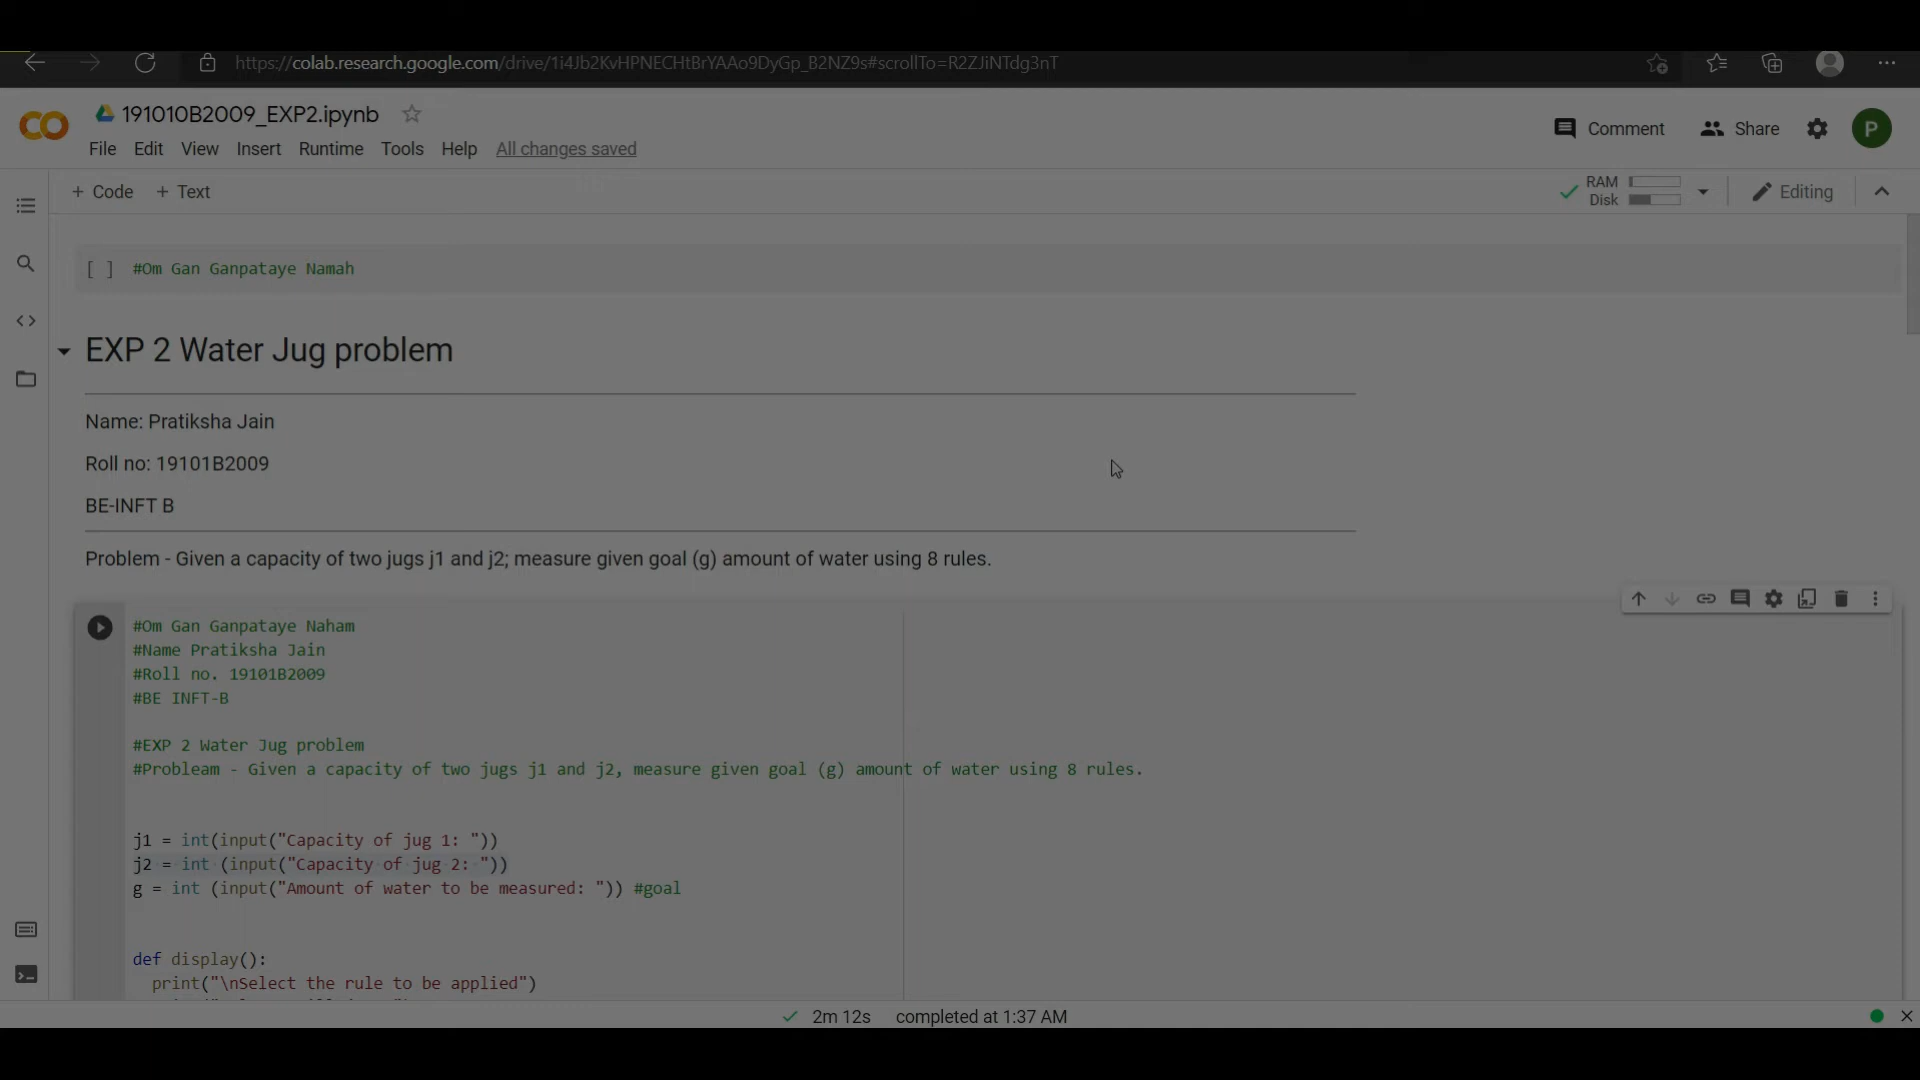 https://colab.research.google.com/drive/1i4Jb2KvHPNECHtBrYAAo9DyGp_B2NZ9s#scrollTo=R2ZJiNTdg3nT
191010B2009_EXP2.ipynb
Comment
Share
P
File Edit View Insert Runtime Tools Help All changes saved
+ Code + Text
RAM
Disk
Editing
[ ] #Om Gan Ganpataye Namah
EXP 2 Water Jug problem
Name: Pratiksha Jain
Roll no: 19101B2009
BE-INFT B
Problem - Given a capacity of two jugs j1 and j2; measure given goal (g) amount of water using 8 rules.
#Om Gan Ganpataye Naham
#Name Pratiksha Jain
#Roll no. 19101B2009
#BE INFT-B
#EXP 2 Water Jug problem
#Probleam - Given a capacity of two jugs j1 and j2, measure given goal (g) amount of water using 8 rules.
j1 = int(input("Capacity of jug 1: "))
j2 = int (input("Capacity of jug 2: "))
g = int (input("Amount of water to be measured: ")) #goal
def display():
print("\nSelect the rule to be applied")
2m 12s completed at 1:37 AM